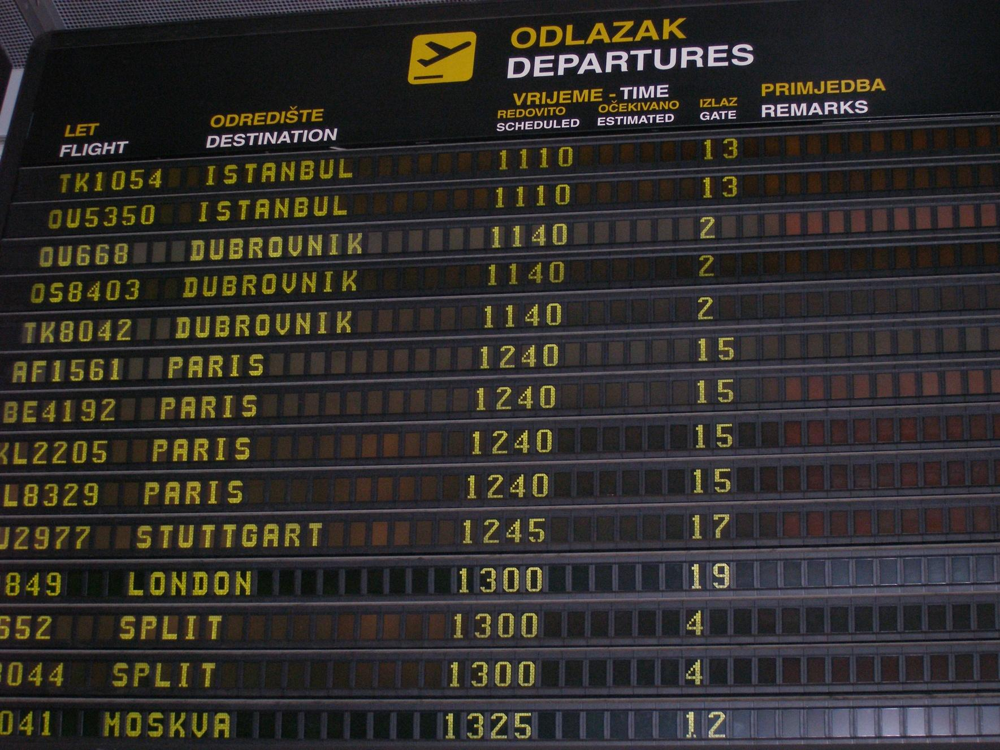 ODLAZAK
DEPARTURES
VRIJEME - TIME
LET ODREDIŠTE REDOVITO OČEKIVANO IZLAZ PRIMJEDBA
FLIGHT DESTINATION SCHEDULED ESTIMATED GATE REMARKS
TK1054 ISTANBUL 1110 13
OU5350 ISTANBUL 1110 13
OU668 DUBROVNIK 1140 2
OS8403 DUBROVNIK 1140 2
TK8042 DUBROVNIK 1140 2
AF1561 PARIS 1240 15
BE4192 PARIS 1240 15
KL2205 PARIS 1240 15
L8329 PARIS 1240 15
2977 STUTTGART 1245 17
849 LONDON 1300 19
652 SPLIT 1300 4
044 SPLIT 1300 4
041 MOSKVA 1325 12